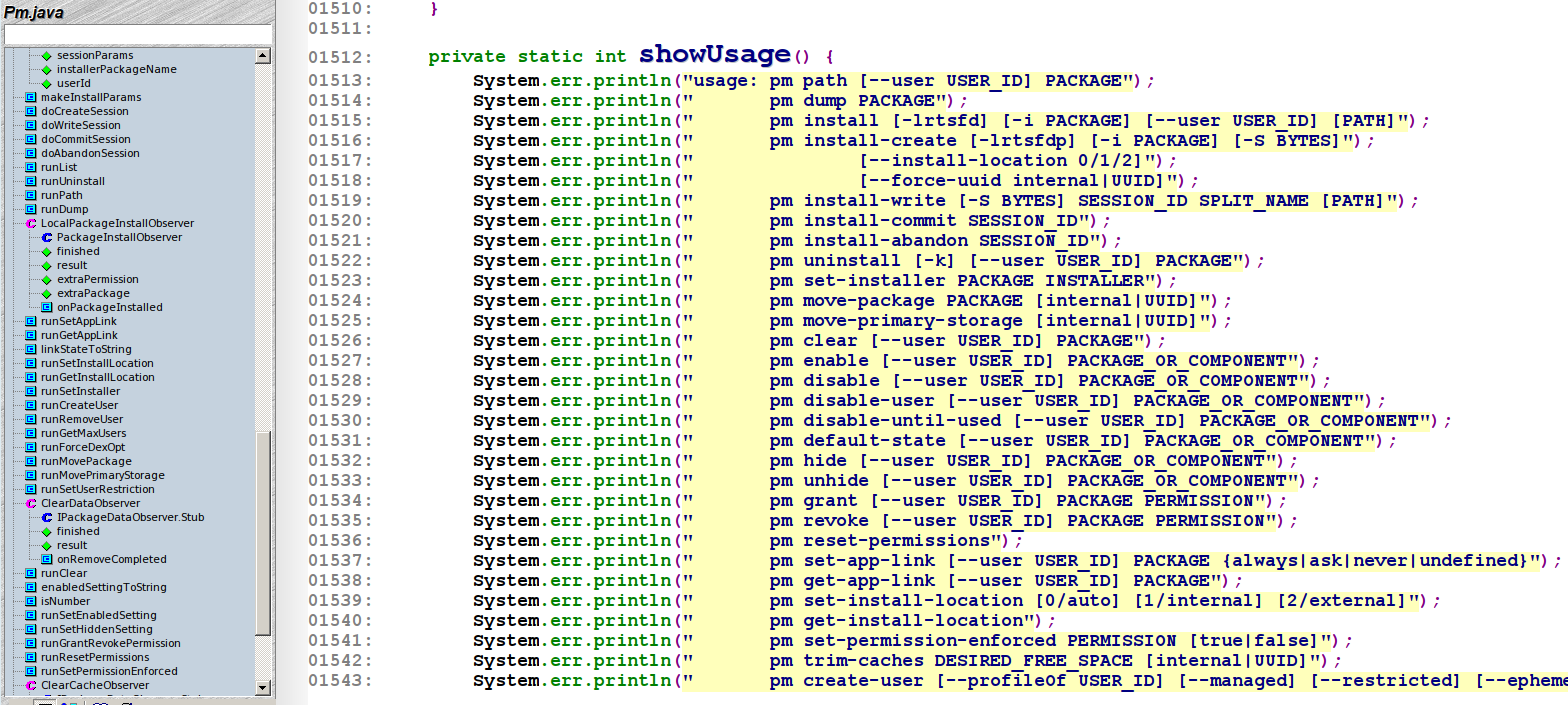 Pm.java
sessionParams
installerPackageName
userId
makeInstallParams
doCreateSession
doWriteSession
doCommitSession
doAbandonSession
runList
runUninstall
runPath
runDump
LocalPackageInstallObserver
PackageInstallObserver
finished
result
extraPermission
extraPackage
onPackageInstalled
runSetAppLink
runGetAppLink
linkStateToString
runSetInstallLocation
runGetInstallLocation
runSetInstaller
runCreateUser
runRemoveUser
runGetMaxUsers
runForceDexOpt
runMovePackage
runMovePrimaryStorage
runSetUserRestriction
ClearDataObserver
IPackageDataObserver.Stub
finished
result
onRemoveCompleted
runClear
enabledSettingToString
isNumber
runSetEnabledSetting
runSetHiddenSetting
runGrantRevokePermission
runResetPermissions
runSetPermissionEnforced
ClearCacheObserver
01510:     }
01511:
01512:     private static int showUsage() {
01513:         System.err.println("usage: pm path [--user USER_ID] PACKAGE");
01514:         System.err.println("       pm dump PACKAGE");
01515:         System.err.println("       pm install [-lrtsfd] [-i PACKAGE] [--user USER_ID] [PATH]");
01516:         System.err.println("       pm install-create [-lrtsfdp] [-i PACKAGE] [-S BYTES]");
01517:         System.err.println("               [--install-location 0/1/2]");
01518:         System.err.println("               [--force-uuid internal|UUID]");
01519:         System.err.println("       pm install-write [-S BYTES] SESSION_ID SPLIT_NAME [PATH]");
01520:         System.err.println("       pm install-commit SESSION_ID");
01521:         System.err.println("       pm install-abandon SESSION_ID");
01522:         System.err.println("       pm uninstall [-k] [--user USER_ID] PACKAGE");
01523:         System.err.println("       pm set-installer PACKAGE INSTALLER");
01524:         System.err.println("       pm move-package PACKAGE [internal|UUID]");
01525:         System.err.println("       pm move-primary-storage [internal|UUID]");
01526:         System.err.println("       pm clear [--user USER_ID] PACKAGE");
01527:         System.err.println("       pm enable [--user USER_ID] PACKAGE_OR_COMPONENT");
01528:         System.err.println("       pm disable [--user USER_ID] PACKAGE_OR_COMPONENT");
01529:         System.err.println("       pm disable-user [--user USER_ID] PACKAGE_OR_COMPONENT");
01530:         System.err.println("       pm disable-until-used [--user USER_ID] PACKAGE_OR_COMPONENT");
01531:         System.err.println("       pm default-state [--user USER_ID] PACKAGE_OR_COMPONENT");
01532:         System.err.println("       pm hide [--user USER_ID] PACKAGE_OR_COMPONENT");
01533:         System.err.println("       pm unhide [--user USER_ID] PACKAGE_OR_COMPONENT");
01534:         System.err.println("       pm grant [--user USER_ID] PACKAGE PERMISSION");
01535:         System.err.println("       pm revoke [--user USER_ID] PACKAGE PERMISSION");
01536:         System.err.println("       pm reset-permissions");
01537:         System.err.println("       pm set-app-link [--user USER_ID] PACKAGE {always|ask|never|undefined}");
01538:         System.err.println("       pm get-app-link [--user USER_ID] PACKAGE");
01539:         System.err.println("       pm set-install-location [0/auto] [1/internal] [2/external]");
01540:         System.err.println("       pm get-install-location");
01541:         System.err.println("       pm set-permission-enforced PERMISSION [true|false]");
01542:         System.err.println("       pm trim-caches DESIRED_FREE_SPACE [internal|UUID]");
01543:         System.err.println("       pm create-user [--profileOf USER_ID] [--managed] [--restricted] [--epheme